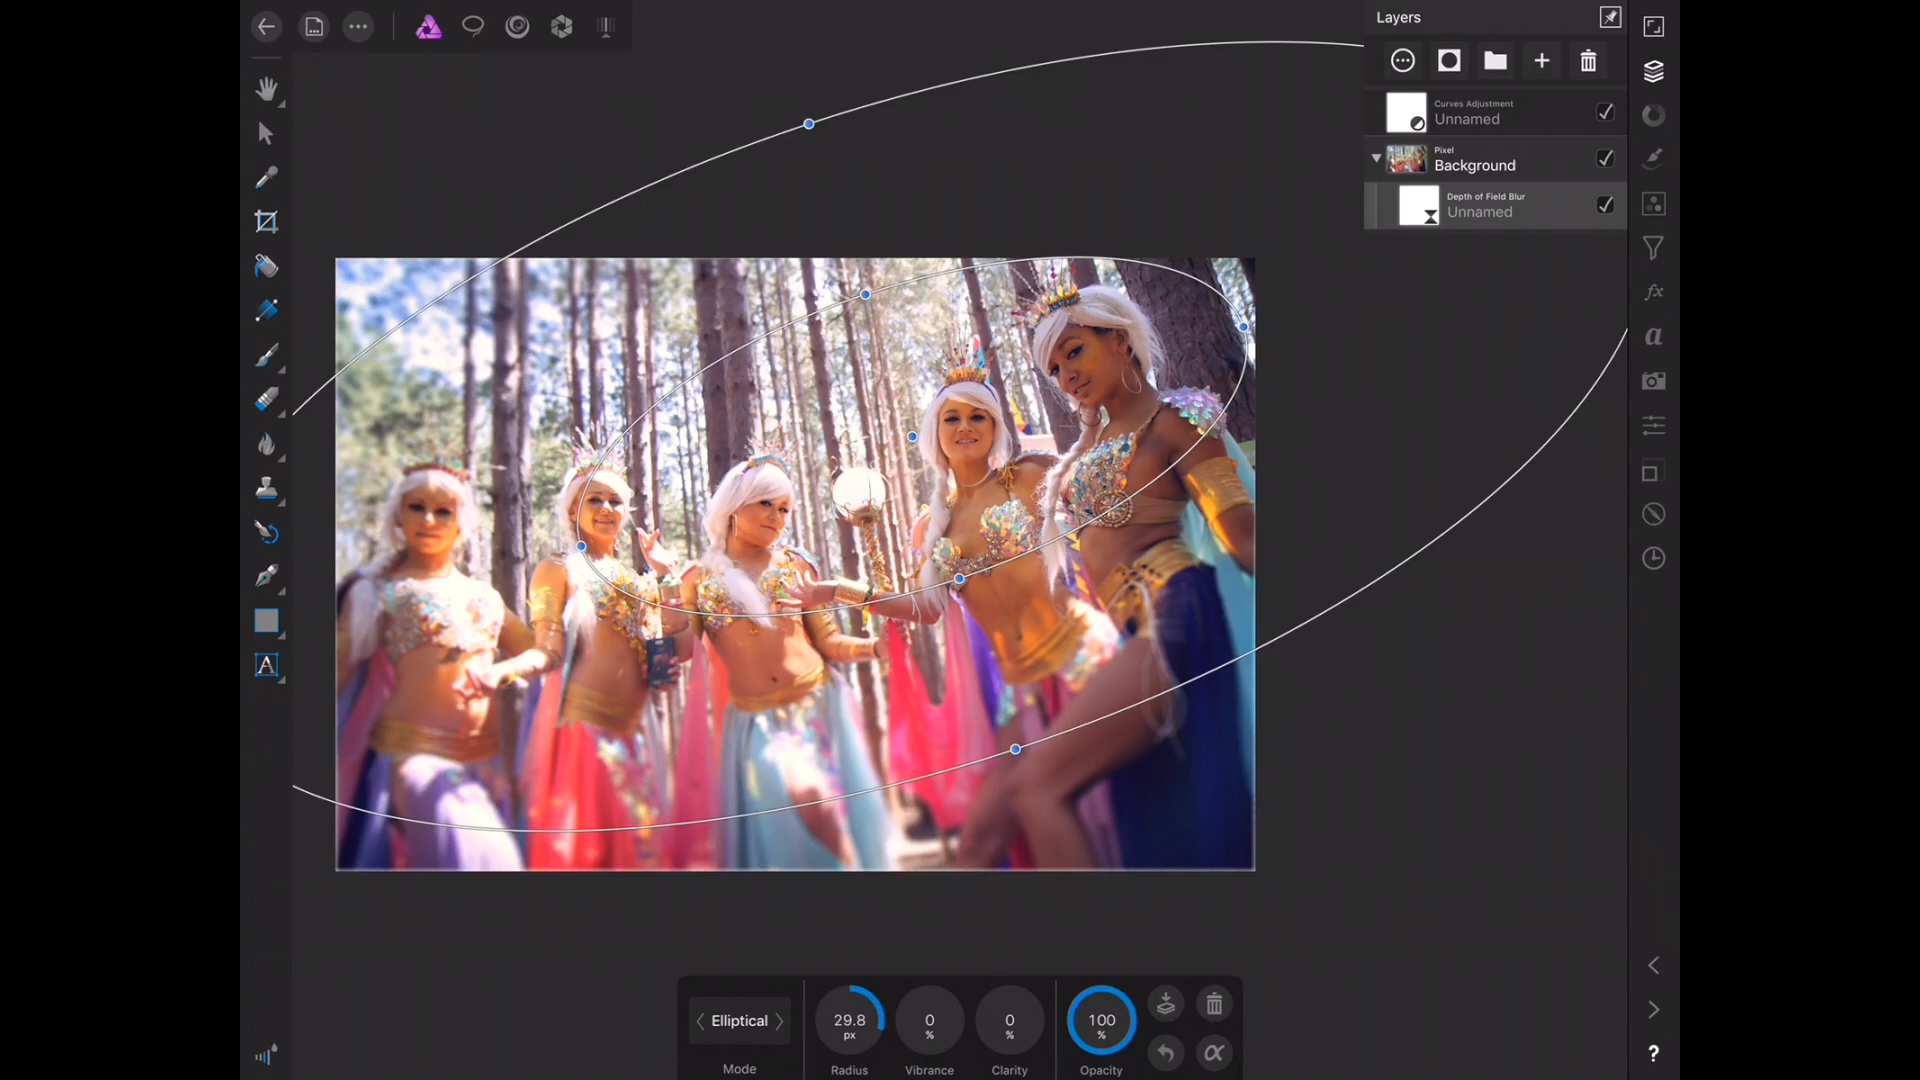 Layers
Curves Adjustment
Unnamed
Pixel
Background
Depth of Field Blur
Unnamed
fx
a
A
Elliptical
Mode
29.8
px
Radius
0
%
Vibrance
0
%
Clarity
100
%
Opacity
α
?